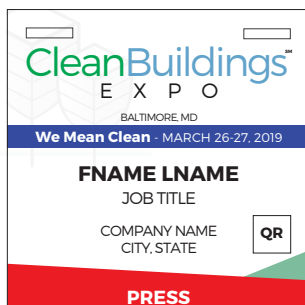 CleanBuildings℠
EXPO
BALTIMORE, MD
We Mean Clean - MARCH 26-27, 2019
FNAME LNAME
JOB TITLE
COMPANY NAME
CITY, STATE
QR
PRESS